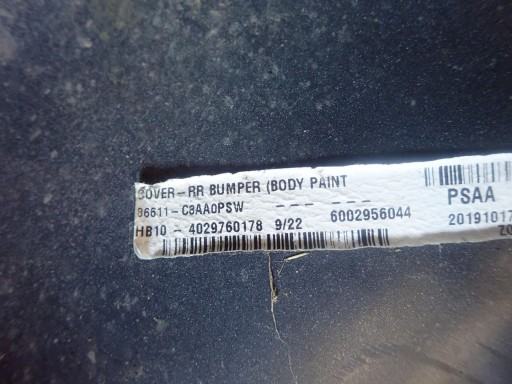 COVER-RR BUMPER (BODY PAINT
86611-C8AA0PSW --- --- ---
HB10 - 4029760178 9/22 6002956044
PSAA
20191017